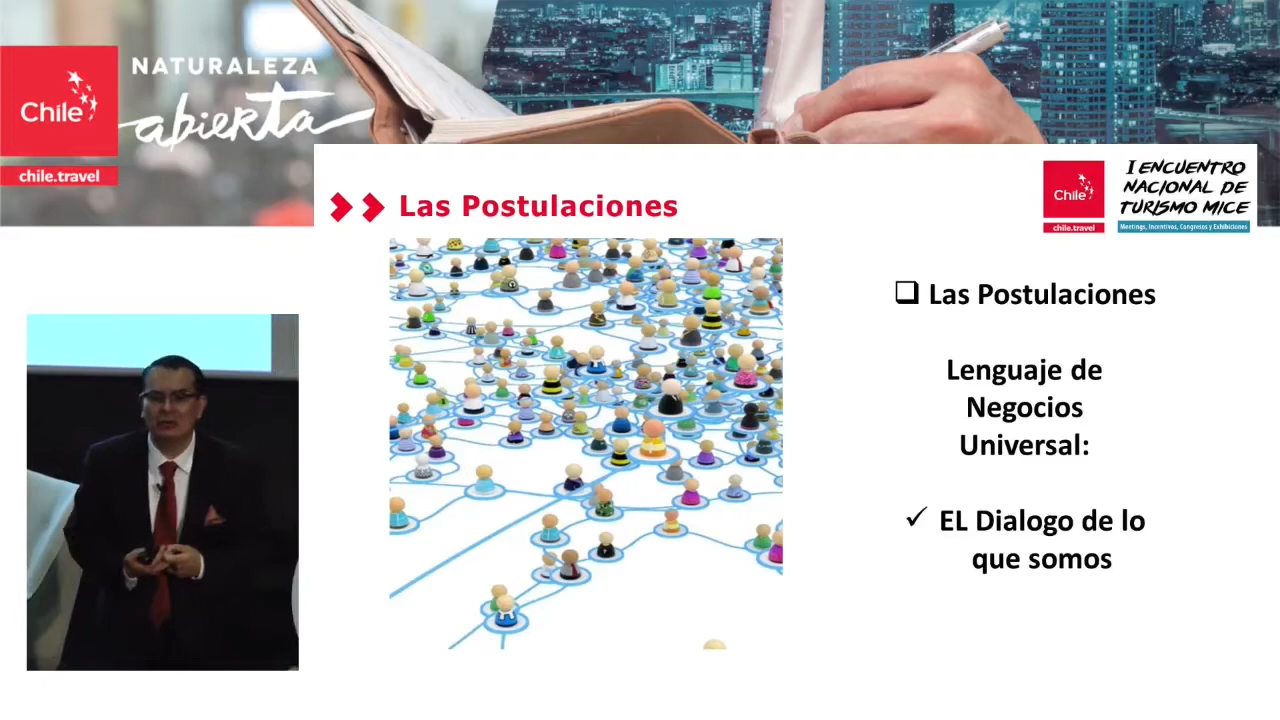 NATURALEZA
abierta
Chile
chile.travel
Las Postulaciones
Chile
chile.travel
I ENCUENTRO
NACIONAL DE
TURISMO MICE
Meetings, Incentivos, Congresos y Exhibiciones
Las Postulaciones
Lenguaje de
Negocios
Universal:
EL Dialogo de lo
que somos